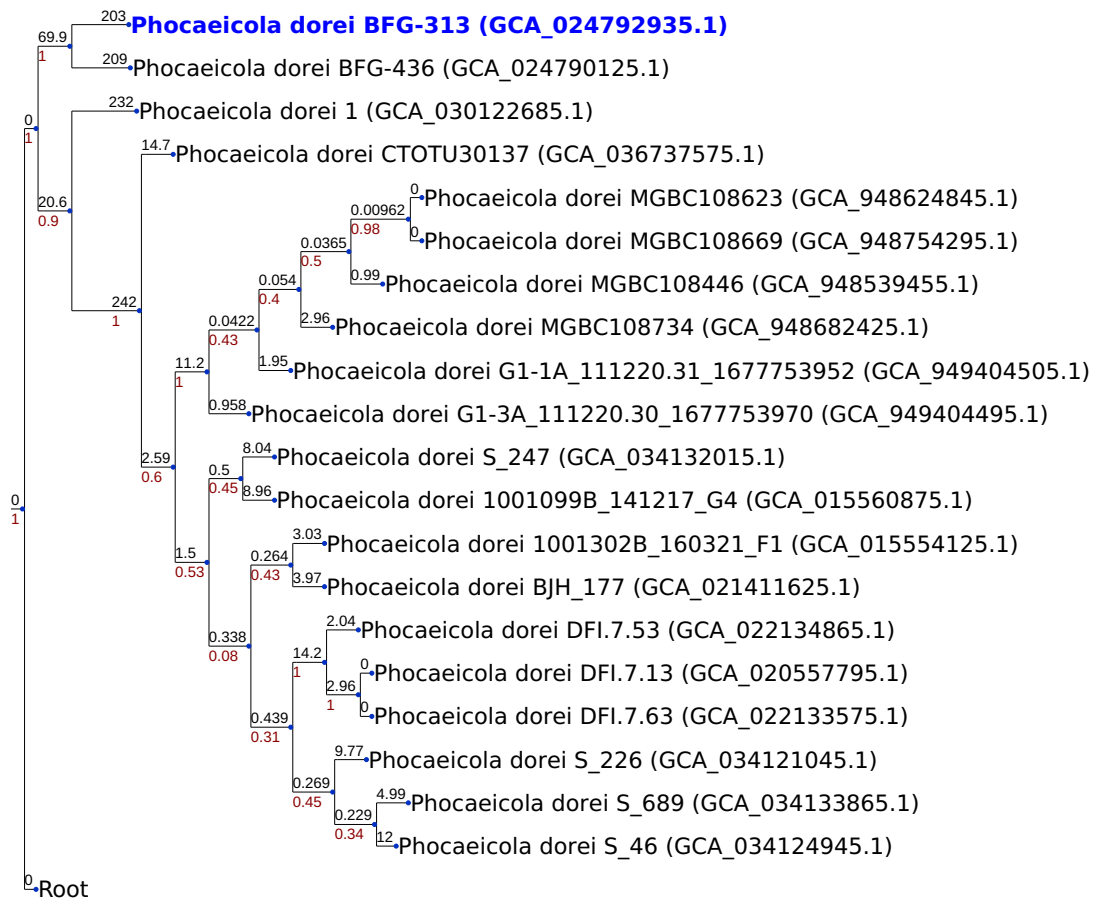 203
Phocaeicola dorei BFG-313 (GCA_024792935.1)
69.9
1
209
Phocaeicola dorei BFG-436 (GCA_024790125.1)
232
Phocaeicola dorei 1 (GCA_030122685.1)
0
1
14.7
Phocaeicola dorei CTOTU30137 (GCA_036737575.1)
0
Phocaeicola dorei MGBC108623 (GCA_948624845.1)
20.6
0.9
0.00962
0.98
0
Phocaeicola dorei MGBC108669 (GCA_948754295.1)
0.0365
0.5
0.99
Phocaeicola dorei MGBC108446 (GCA_948539455.1)
0.054
0.4
242
1
2.96
Phocaeicola dorei MGBC108734 (GCA_948682425.1)
0.0422
0.43
1.95
Phocaeicola dorei G1-1A_111220.31_1677753952 (GCA_949404505.1)
11.2
1
0.958
Phocaeicola dorei G1-3A_111220.30_1677753970 (GCA_949404495.1)
8.04
Phocaeicola dorei S_247 (GCA_034132015.1)
2.59
0.6
0.5
0.45
8.96
Phocaeicola dorei 1001099B_141217_G4 (GCA_015560875.1)
0
1
3.03
Phocaeicola dorei 1001302B_160321_F1 (GCA_015554125.1)
1.5
0.53
0.264
0.43
3.97
Phocaeicola dorei BJH_177 (GCA_021411625.1)
2.04
Phocaeicola dorei DFI.7.53 (GCA_022134865.1)
0.338
0.08
14.2
1
0
Phocaeicola dorei DFI.7.13 (GCA_020557795.1)
2.96
1
0
Phocaeicola dorei DFI.7.63 (GCA_022133575.1)
0.439
0.31
9.77
Phocaeicola dorei S_226 (GCA_034121045.1)
0.269
0.45
4.99
Phocaeicola dorei S_689 (GCA_034133865.1)
0.229
0.34
12
Phocaeicola dorei S_46 (GCA_034124945.1)
0
Root